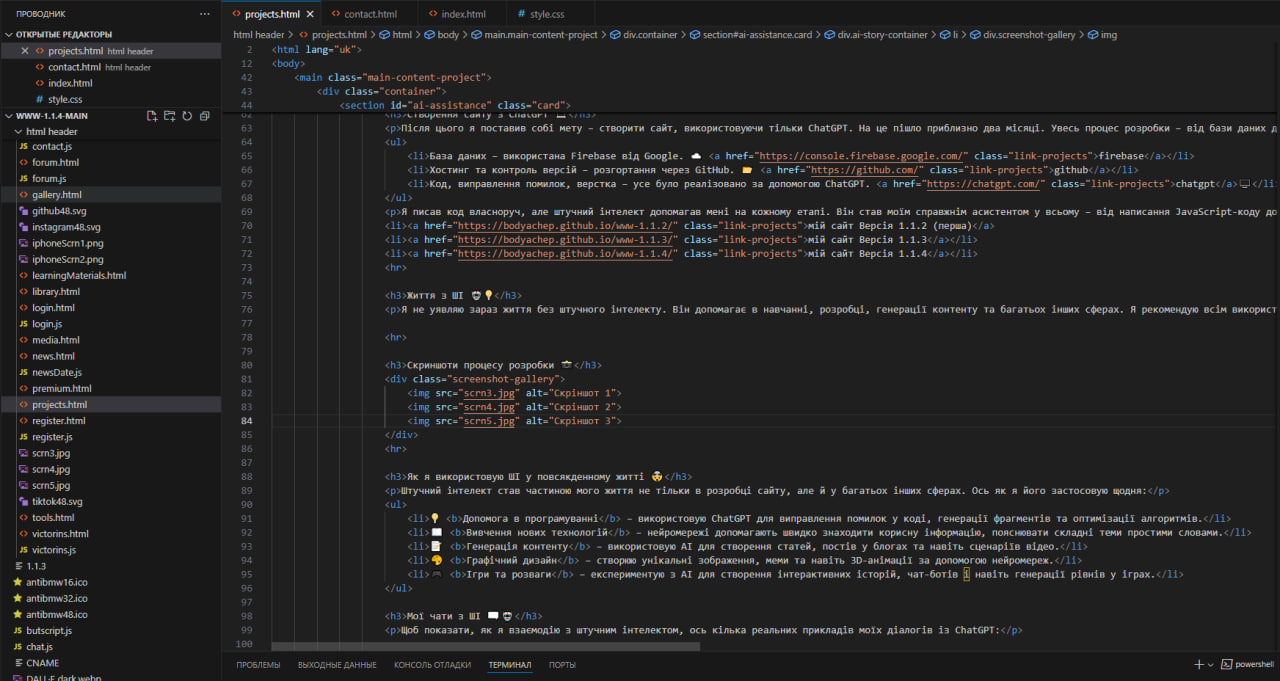 ПРОВОДНИК
ОТКРЫТЫЕ РЕДАКТОРЫ
projects.html html header
contact.html html header
index.html
style.css
WWW-1.1.4-MAIN
html header
contact.js
forum.html
forum.js
gallery.html
github48.svg
instagram48.svg
iphoneScrn1.png
iphoneScrn2.png
learningMaterials.html
library.html
login.html
login.js
media.html
news.html
newsDate.js
premium.html
projects.html
register.html
register.js
scrn3.jpg
scrn4.jpg
scrn5.jpg
tiktok48.svg
tools.html
victorins.html
victorins.js
1.1.3
antibmw16.ico
antibmw32.ico
antibmw48.ico
butscript.js
chat.js
CNAME
DALL·E dark.webp
projects.html
contact.html
index.html
style.css
html header > projects.html > html > body > main.main-content-project > div.container > section#ai-assistance.card > div.ai-story-container > li > div.screenshot-gallery > img
2 <html lang="uk">
12 <body>
42 <main class="main-content-project">
43 <div class="container">
44 <section id="ai-assistance" class="card">
62 <h3>Створення сайту з ChatGPT 💻</h3>
63 <p>Після цього я поставив собі мету – створити сайт, використовуючи тільки ChatGPT. На це пішло приблизно два місяці. Увесь процес розробки – від бази даних д
64 <ul>
65 <li>База даних – використана Firebase від Google. ☁️ <a href="https://console.firebase.google.com/" class="link-projects">firebase</a></li>
66 <li>Хостинг та контроль версій – розгортання через GitHub. 📂 <a href="https://github.com/" class="link-projects">github</a></li>
67 <li>Код, виправлення помилок, верстка – усе було реалізовано за допомогою ChatGPT. <a href="https://chatgpt.com/" class="link-projects">chatgpt</a>🖥️</li
68 </ul>
69 <p>Я писав код власноруч, але штучний інтелект допомагав мені на кожному етапі. Він став моїм справжнім асистентом у всьому – від написання JavaScript-коду до
70 <li><a href="https://bodyachep.github.io/www-1.1.2/" class="link-projects">мій сайт Версія 1.1.2 (перша)</a>
71 <li><a href="https://bodyachep.github.io/www-1.1.3/" class="link-projects">мій сайт Версія 1.1.3</a></li>
72 <li><a href="https://bodyachep.github.io/www-1.1.4/" class="link-projects">мій сайт Версія 1.1.4</a></li>
73 <hr>
74
75 <h3>Життя з ШІ 🤖💡</h3>
76 <p>Я не уявляю зараз життя без штучного інтелекту. Він допомагає в навчанні, розробці, генерації контенту та багатьох інших сферах. Я рекомендую всім використ
77
78 <hr>
79
80 <h3>Скриншоти процесу розробки 📸</h3>
81 <div class="screenshot-gallery">
82 <img src="scrn3.jpg" alt="Скріншот 1">
83 <img src="scrn4.jpg" alt="Скріншот 2">
84 <img src="scrn5.jpg" alt="Скріншот 3">
85 </div>
86 <hr>
87
88 <h3>Як я використовую ШІ у повсякденному житті 🤯</h3>
89 <p>Штучний інтелект став частиною мого життя не тільки в розробці сайту, але й у багатьох інших сферах. Ось як я його застосовую щодня:</p>
90 <ul>
91 <li>💡 <b>Допомога в програмуванні</b> – використовую ChatGPT для виправлення помилок у коді, генерації фрагментів та оптимізації алгоритмів.</li>
92 <li>📖 <b>Вивчення нових технологій</b> – нейромережі допомагають швидко знаходити корисну інформацію, пояснювати складні теми простими словами.</li>
93 <li>📝 <b>Генерація контенту</b> – використовую AI для створення статей, постів у блогах та навіть сценаріїв відео.</li>
94 <li>🎨 <b>Графічний дизайн</b> – створюю унікальні зображення, меми та навіть 3D-анімації за допомогою нейромереж.</li>
95 <li>🎮 <b>Ігри та розваги</b> – експериментую з AI для створення інтерактивних історій, чат-ботів і навіть генерації рівнів у іграх.</li>
96 </ul>
97
98 <h3>Мої чати з ШІ 💬🤖</h3>
99 <p>Щоб показати, як я взаємодію з штучним інтелектом, ось кілька реальних прикладів моїх діалогів із ChatGPT:</p>
100
ПРОБЛЕМЫ ВЫХОДНЫЕ ДАННЫЕ КОНСОЛЬ ОТЛАДКИ ТЕРМИНАЛ ПОРТЫ
powershell